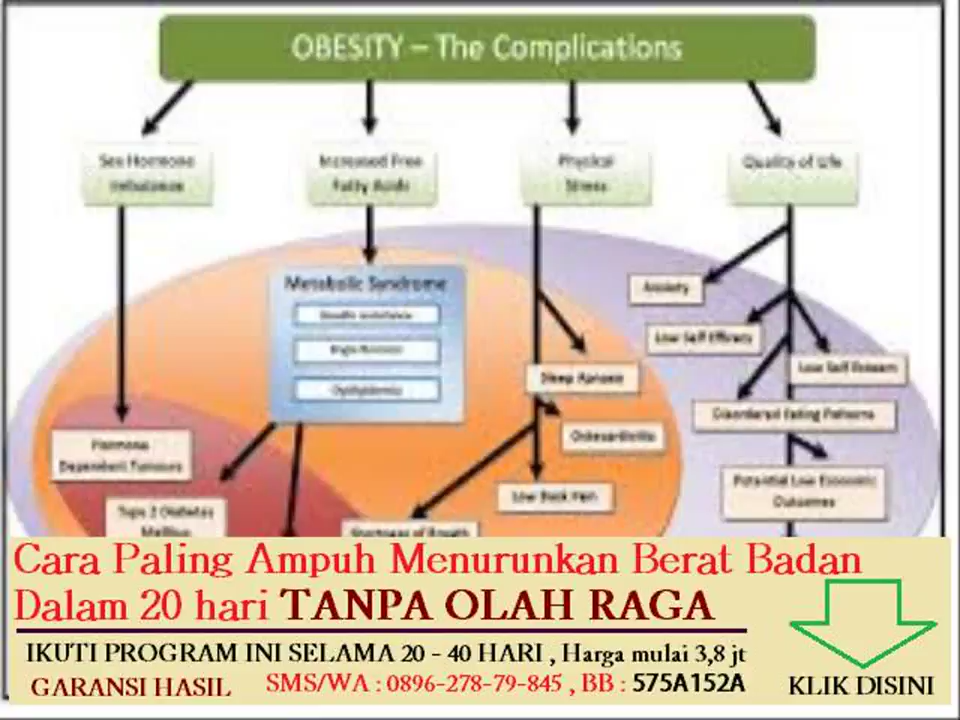 OBESITY – The Complications
Sex Hormone
Imbalance
Increased Free
Fatty Acids
Physical
Stress
Quality of Life
Metabolic Syndrome
Dyslipidemia
Anxiety
Low Self Efficacy
Low Self Esteem
Sleep Apnoea
Disordered Eating Patterns
Osteoarthritis
Hormone
Dependent Tumours
Low Back Pain
Potential Low Economic
Outcomes
Type 2 Diabetes
Mellitus
Shortness of Breath
Cara Paling Ampuh Menurunkan Berat Badan
Dalam 20 hari TANPA OLAH RAGA
IKUTI PROGRAM INI SELAMA 20 - 40 HARI , Harga mulai 3,8 jt
GARANSI HASIL SMS/WA : 0896-278-79-845 , BB : 575A152A
KLIK DISINI